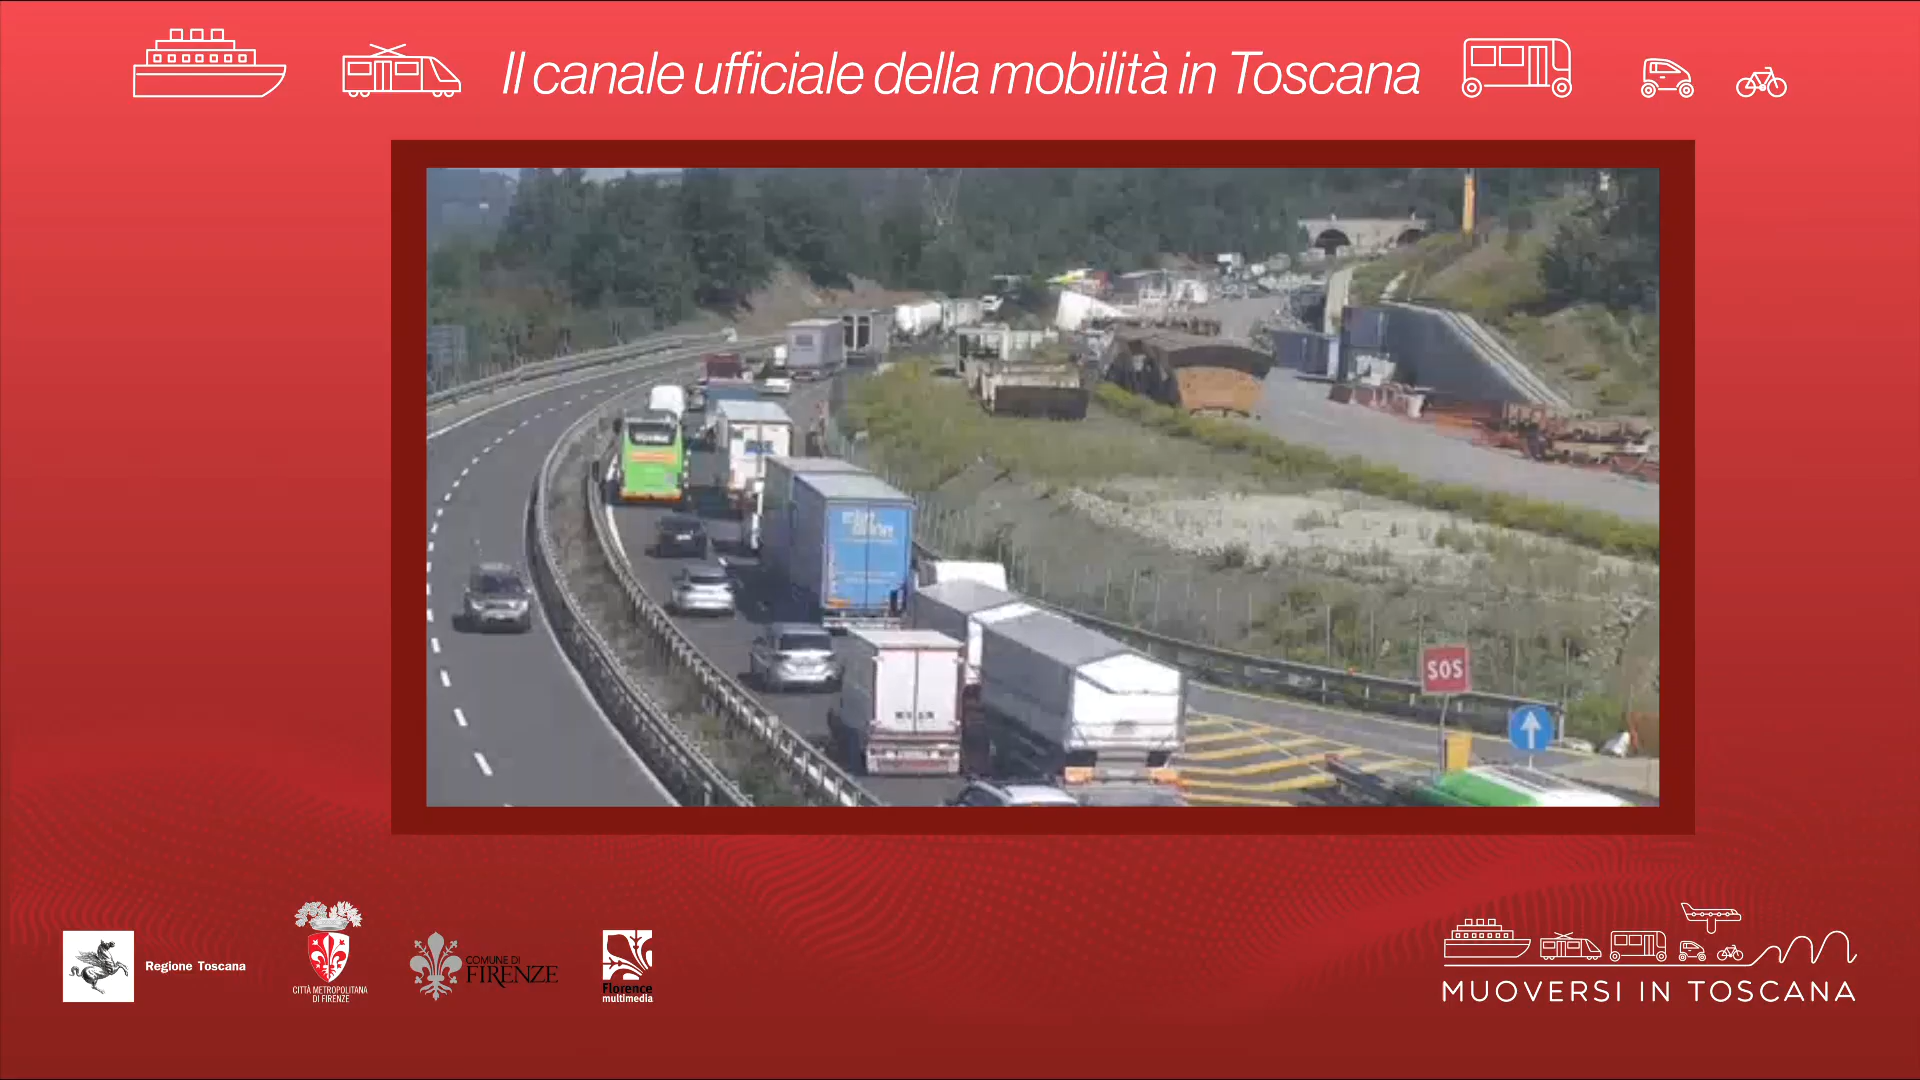 Il canale ufficiale della mobilità in Toscana
SOS
Regione Toscana
CITTÀ METROPOLITANA
DI FIRENZE
COMUNE DI
FIRENZE
Florence
multimedia
MUOVERSI IN TOSCANA